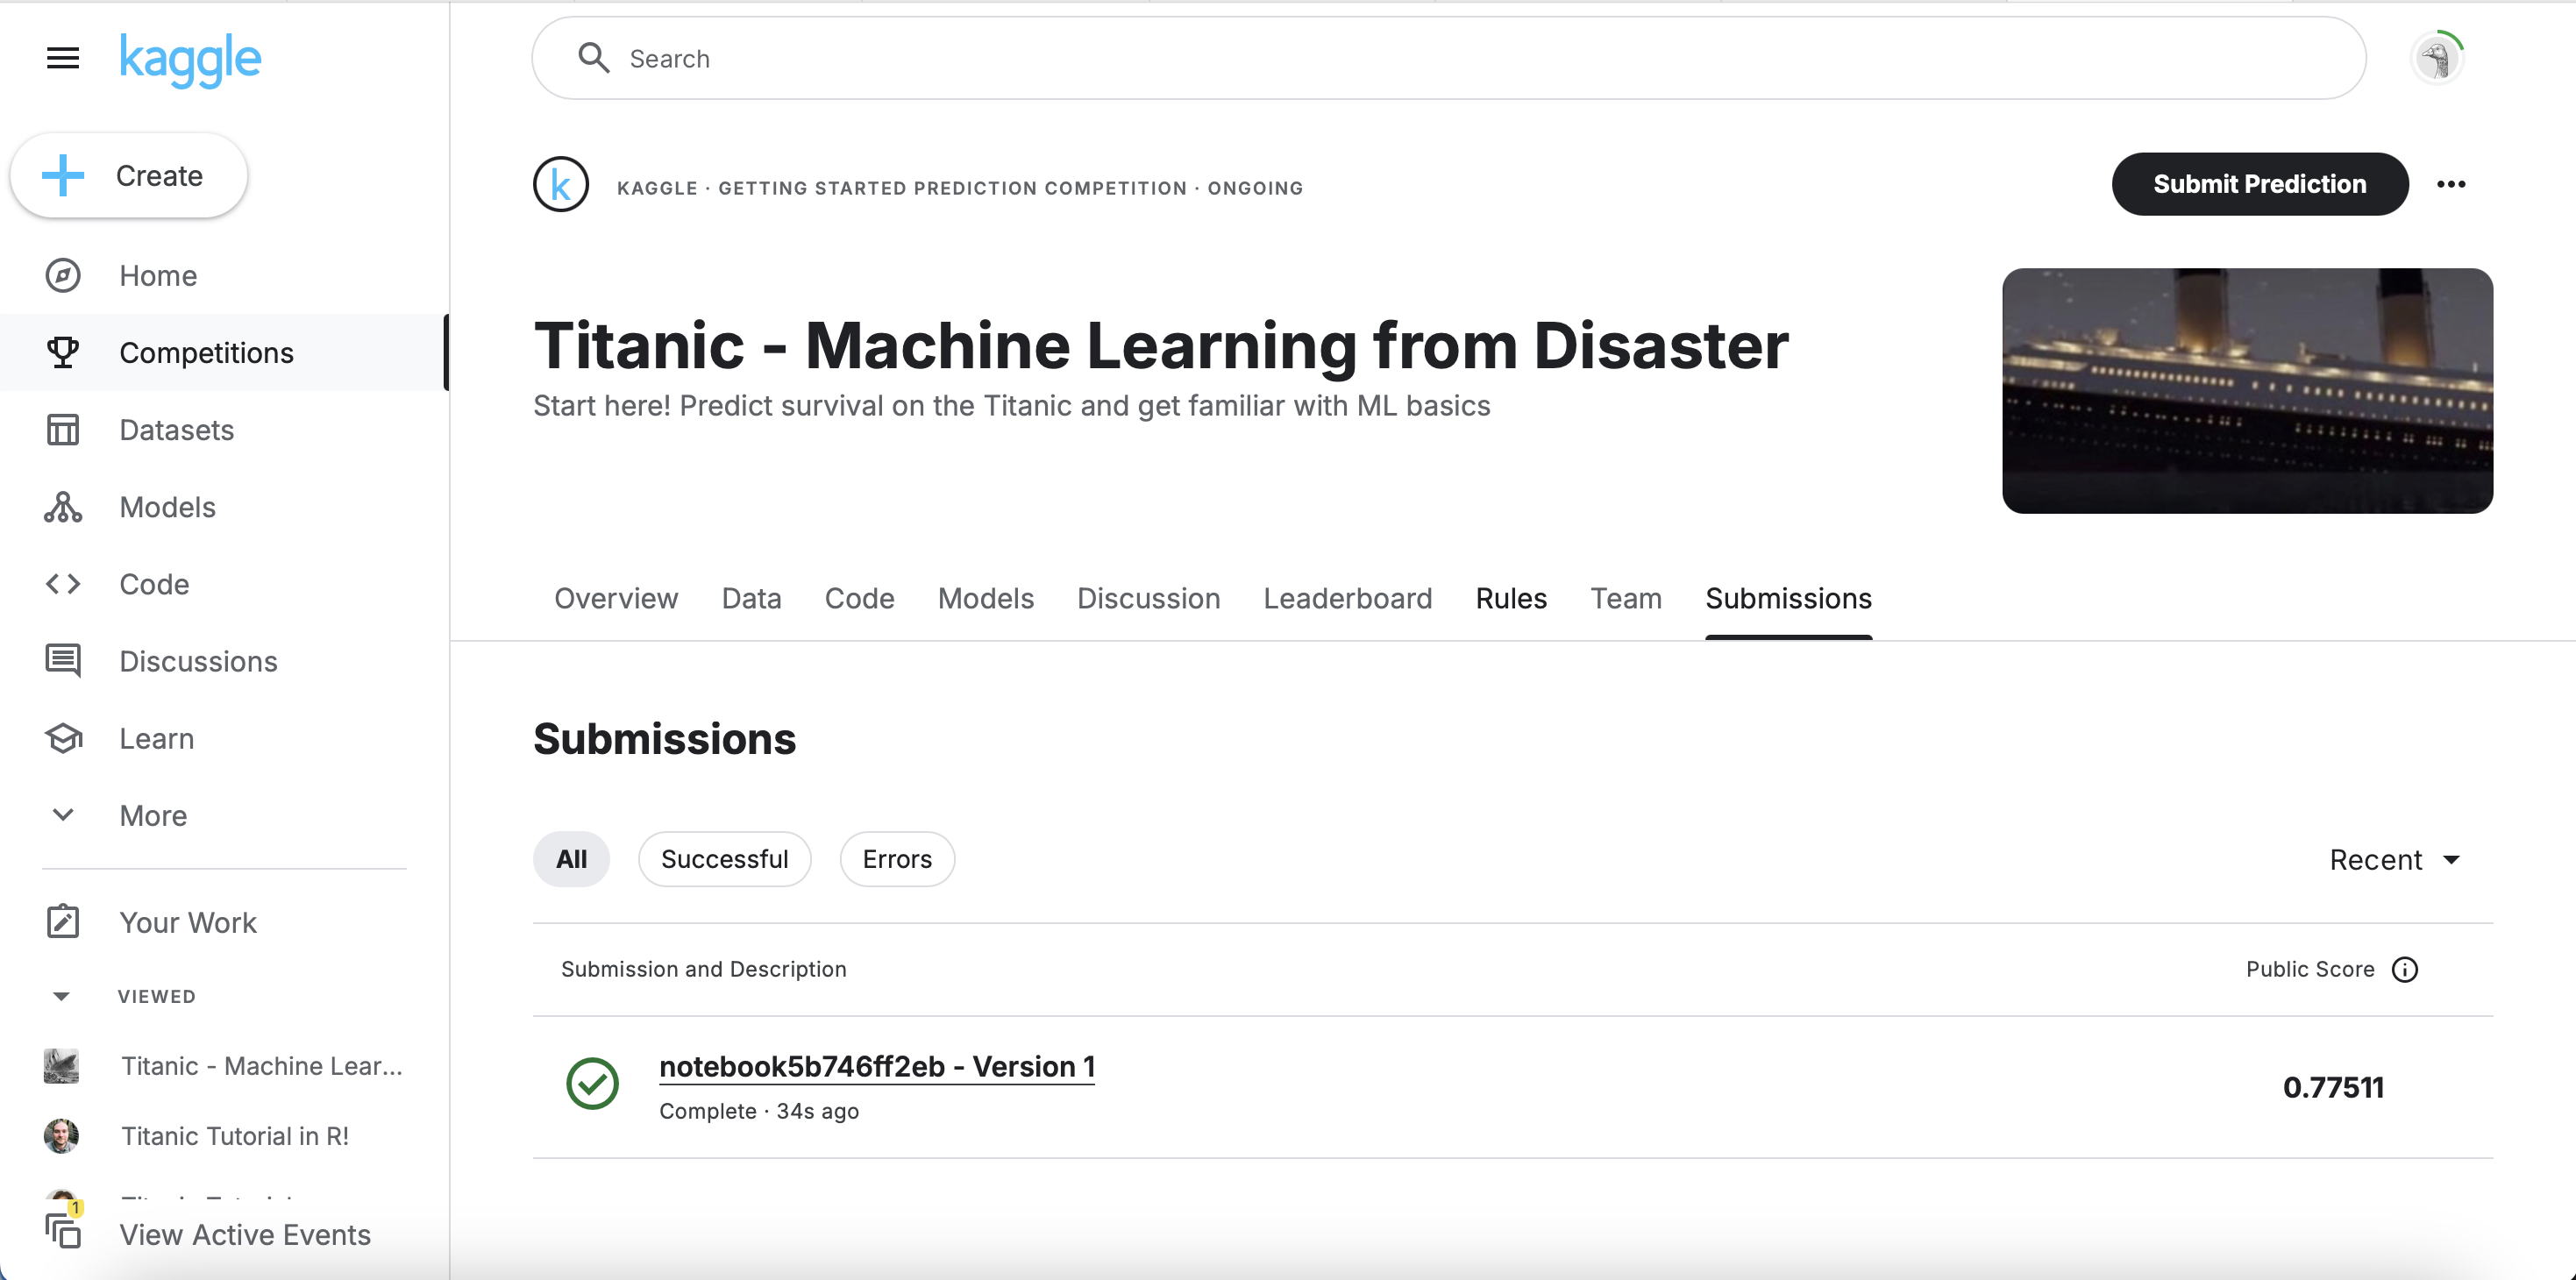 kaggle
Search
Create
Home
Competitions
Datasets
Models
Code
Discussions
Learn
More
Your Work
VIEWED
Titanic - Machine Lear...
Titanic Tutorial in R!
1
View Active Events
k
KAGGLE · GETTING STARTED PREDICTION COMPETITION · ONGOING
Submit Prediction
Titanic - Machine Learning from Disaster
Start here! Predict survival on the Titanic and get familiar with ML basics
Overview Data Code Models Discussion Leaderboard Rules Team Submissions
Submissions
All Successful Errors
Recent
Submission and Description Public Score
notebook5b746ff2eb - Version 1
Complete · 34s ago
0.77511